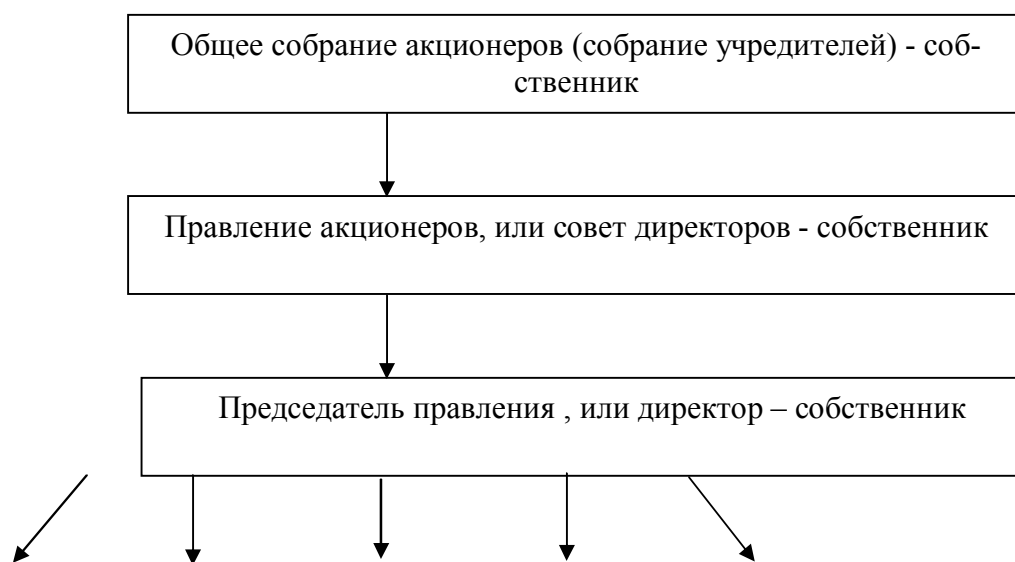 Общее собрание акционеров (собрание учредителей) - соб-
ственник
Правление акционеров, или совет директоров - собственник
Председатель правления , или директор – собственник